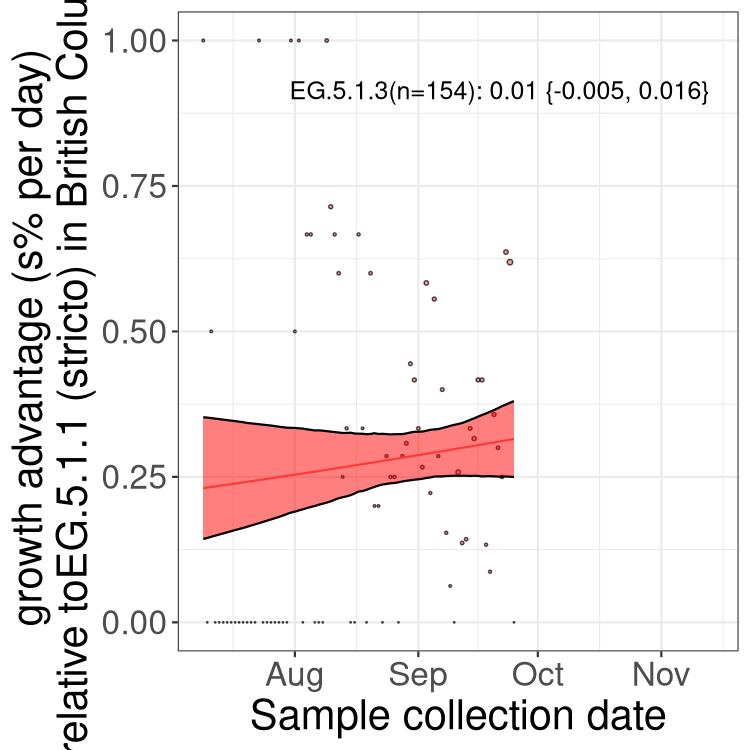 growth advantage (s% per day)
relative toEG.5.1.1 (stricto) in British Colu
1.00
0.75
0.50
0.25
0.00
EG.5.1.3(n=154): 0.01 {-0.005, 0.016}
Aug Sep Oct Nov
Sample collection date